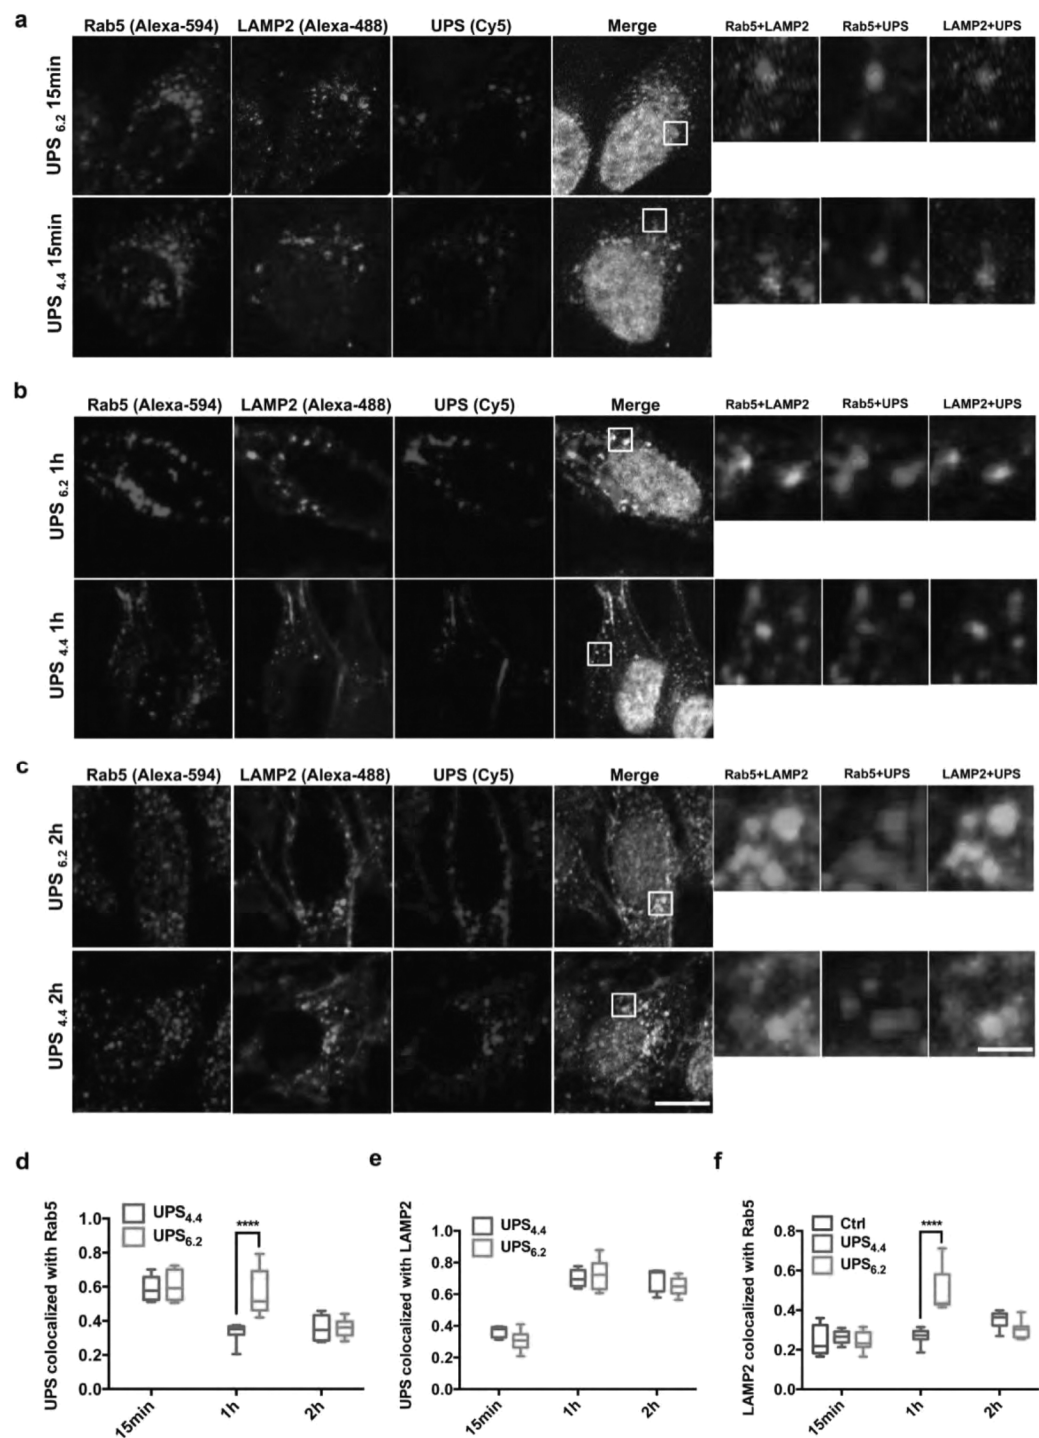 a
Rab5 (Alexa-594) LAMP2 (Alexa-488) UPS (Cy5) Merge Rab5+LAMP2 Rab5+UPS LAMP2+UPS
UPS 6.2 15min
UPS 4.4 15min
b
Rab5 (Alexa-594) LAMP2 (Alexa-488) UPS (Cy5) Merge Rab5+LAMP2 Rab5+UPS LAMP2+UPS
UPS 6.2 1h
UPS 4.4 1h
c
Rab5 (Alexa-594) LAMP2 (Alexa-488) UPS (Cy5) Merge Rab5+LAMP2 Rab5+UPS LAMP2+UPS
UPS 6.2 2h
UPS 4.4 2h
d
UPS colocalized with Rab5
1.0
0.8
0.6
0.4
0.2
0.0
UPS4.4
UPS6.2
****
15min 1h 2h
e
UPS colocalized with LAMP2
1.0
0.8
0.6
0.4
0.2
0.0
UPS4.4
UPS6.2
15min 1h 2h
f
LAMP2 colocalized with Rab5
0.8
0.6
0.4
0.2
0.0
Ctrl
UPS4.4
UPS6.2
****
15min 1h 2h